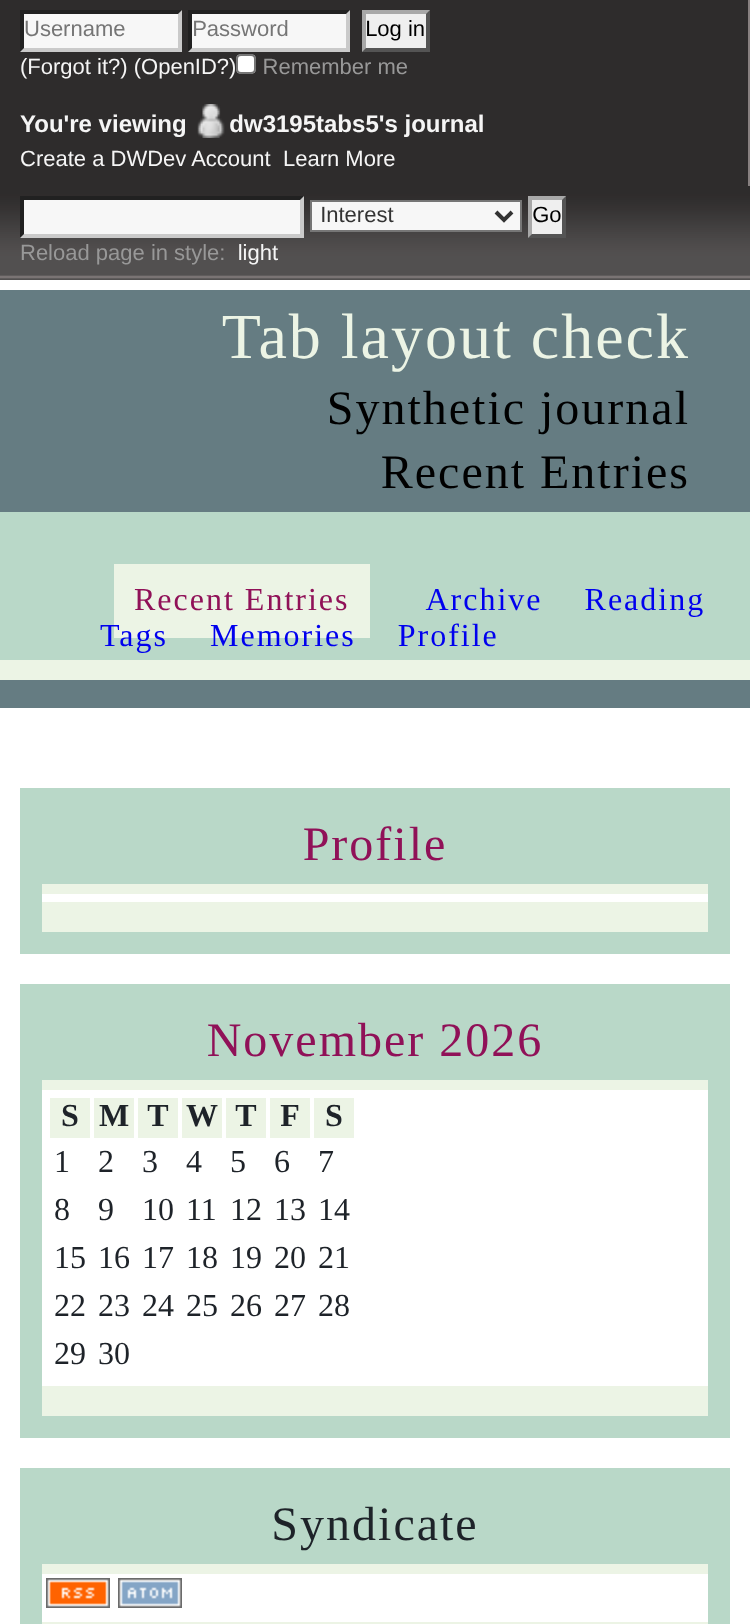 Username Password Log in
(Forgot it?) (OpenID?) Remember me
You're viewing dw3195tabs5's journal
Create a DWDev Account Learn More
Interest Go
Reload page in style: light
Tab layout check
Synthetic journal
Recent Entries
Recent Entries Archive Reading
Tags Memories Profile
Profile
November 2026
S M T W T F S
1 2 3 4 5 6 7
8 9 10 11 12 13 14
15 16 17 18 19 20 21
22 23 24 25 26 27 28
29 30
Syndicate
RSS ATOM